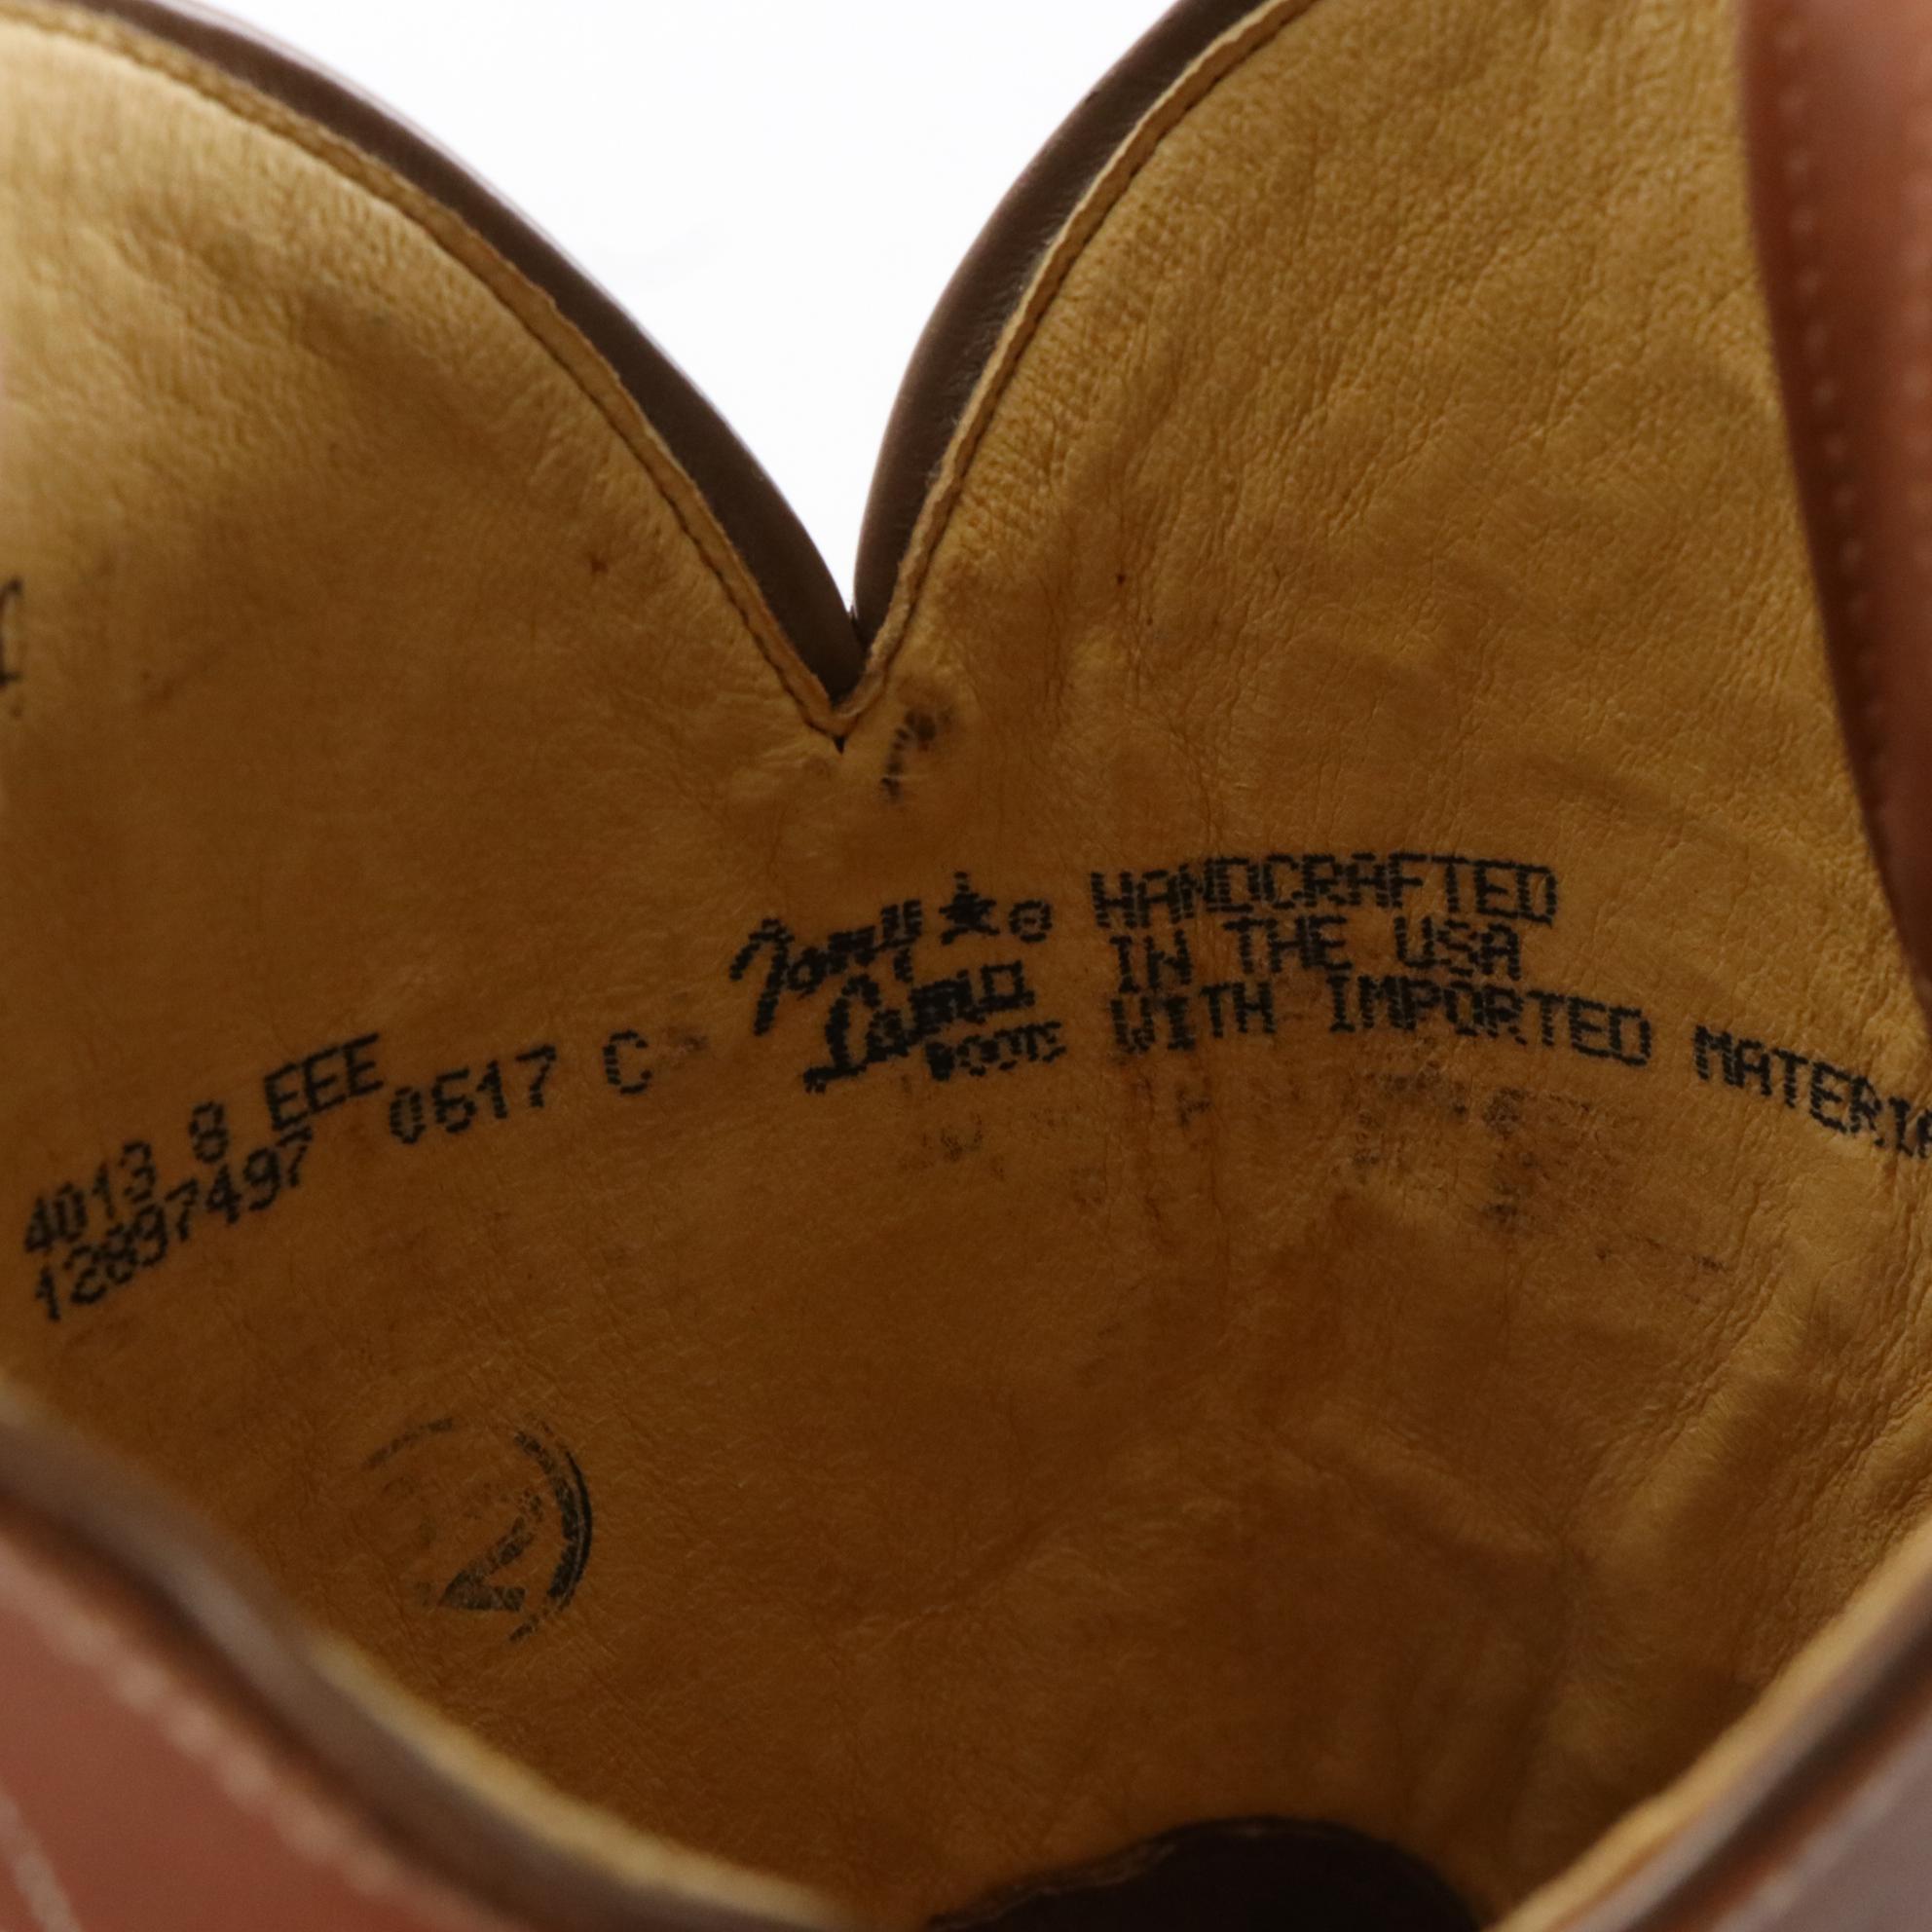 4013 8 EEE
12897497 0517 C
Tony ★® 
Lama
BOOTS
HANDCRAFTED
IN THE USA
WITH IMPORTED MATERIA